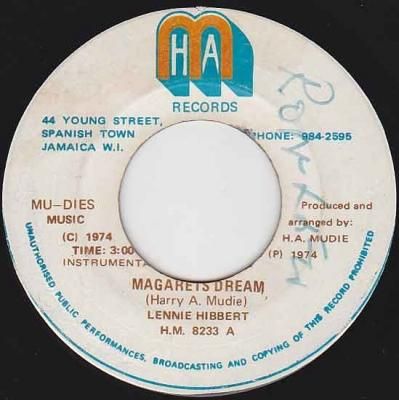 M
HA
RECORDS
44 YOUNG STREET,
SPANISH TOWN
JAMAICA W.I.
PHONE: 984-2595
MU-DIES
MUSIC
(C) 1974
TIME: 3:00
INSTRUMENTAL
Produced and
arranged by:
H.A. MUDIE
(P) 1974
MAGARETS DREAM
(Harry A. Mudie)
LENNIE HIBBERT
H.M. 8233 A
UNAUTHORISED PUBLIC PERFORMANCES, BROADCASTING AND COPYING OF THIS RECORD PROHIBITED